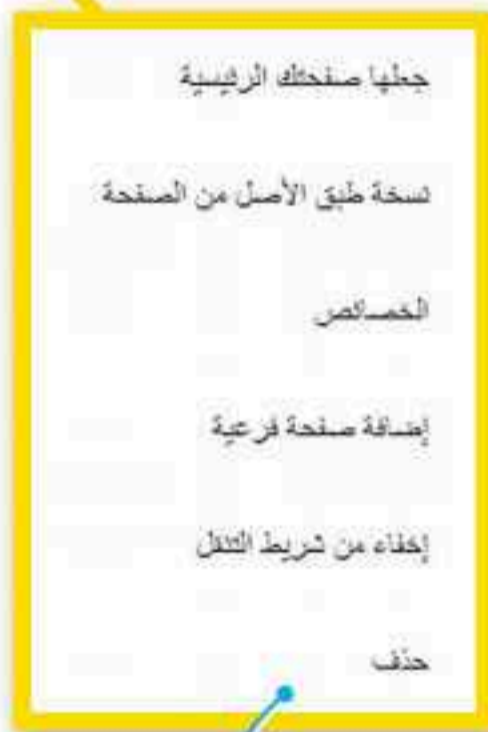 جعلها صفحتك الرئيسية
نسخة طبق الأصل من الصفحة
الخصائص
إضافة صفحة فرعية
إخفاء من شريط التنقل
حذف